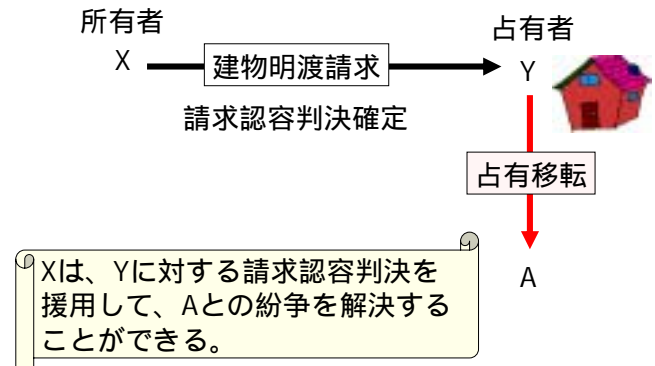 所有者
占有者
X
建物明渡請求
Y
請求認容判決確定
占有移転
A
Xは、Yに対する請求認容判決を
援用して、Aとの紛争を解決する
ことができる。